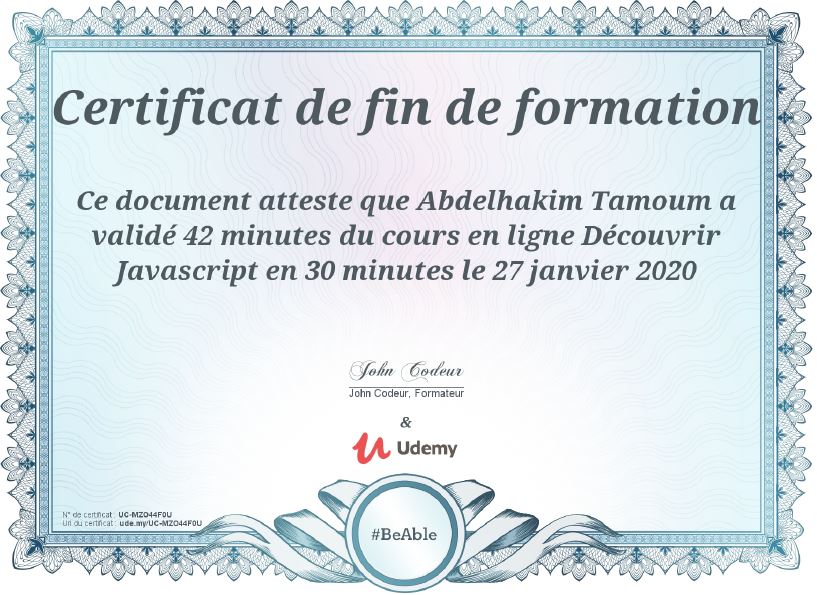 Certificat de fin de formation
Ce document atteste que Abdelhakim Tamoum a
validé 42 minutes du cours en ligne Découvrir
Javascript en 30 minutes le 27 janvier 2020
John Codeur
John Codeur, Formateur
&
Udemy
N° de certificat : UC-MZO44F0U
Url du certificat : ude.my/UC-MZO44F0U
#BeAble